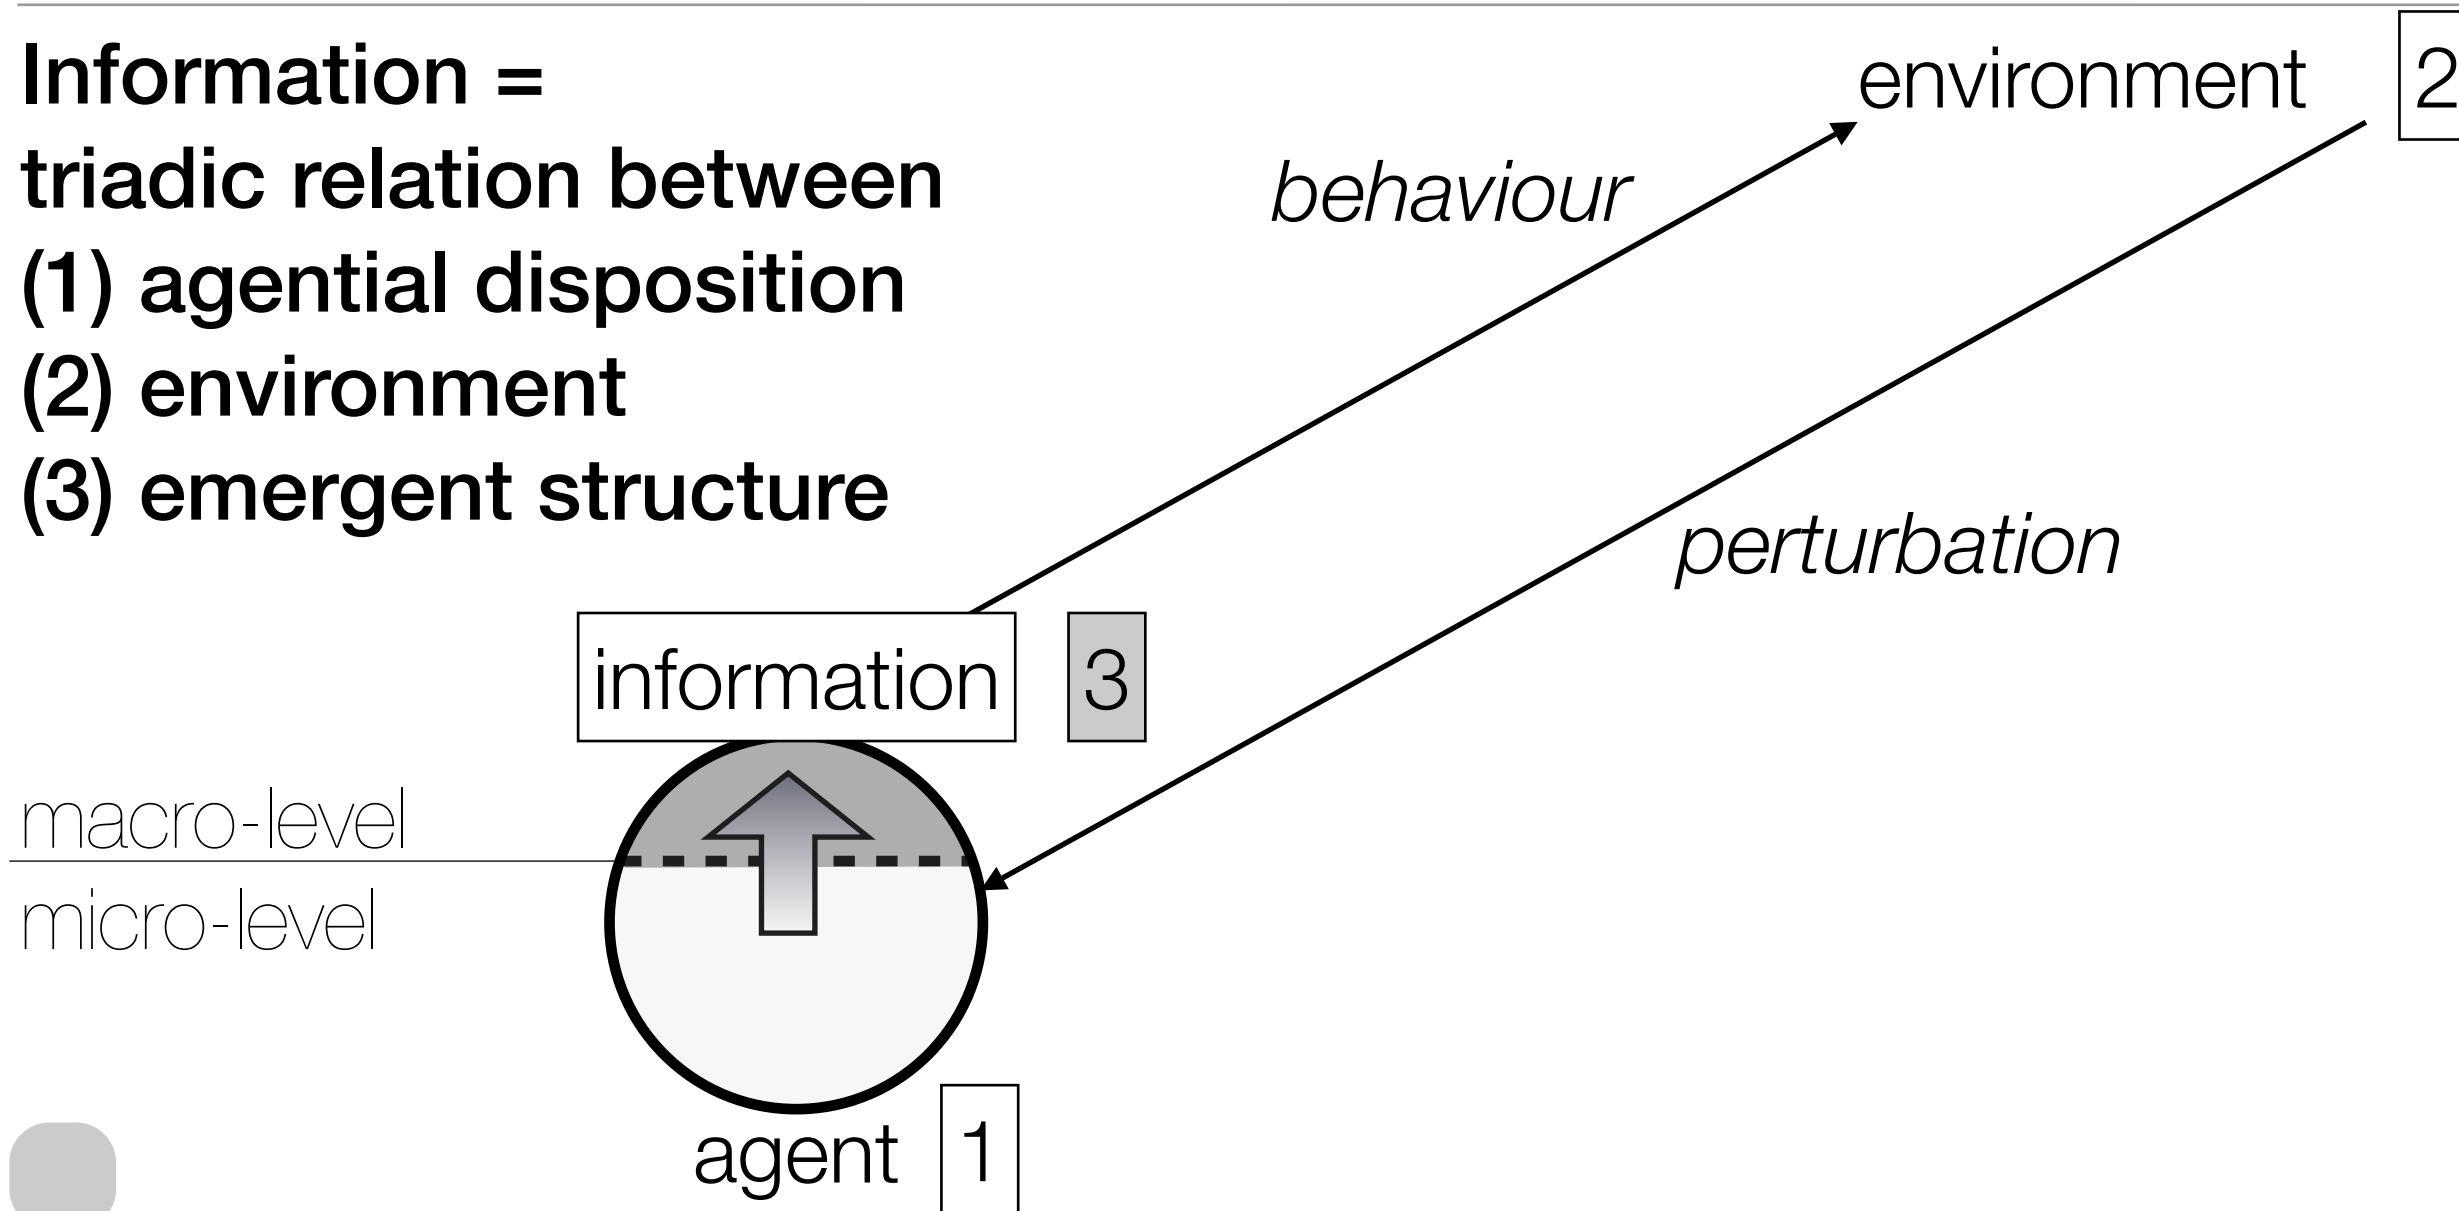 Information =
triadic relation between
(1) agential disposition
(2) environment
(3) emergent structure
environment 2
behaviour
perturbation
information 3
macro-level
micro-level
agent 1